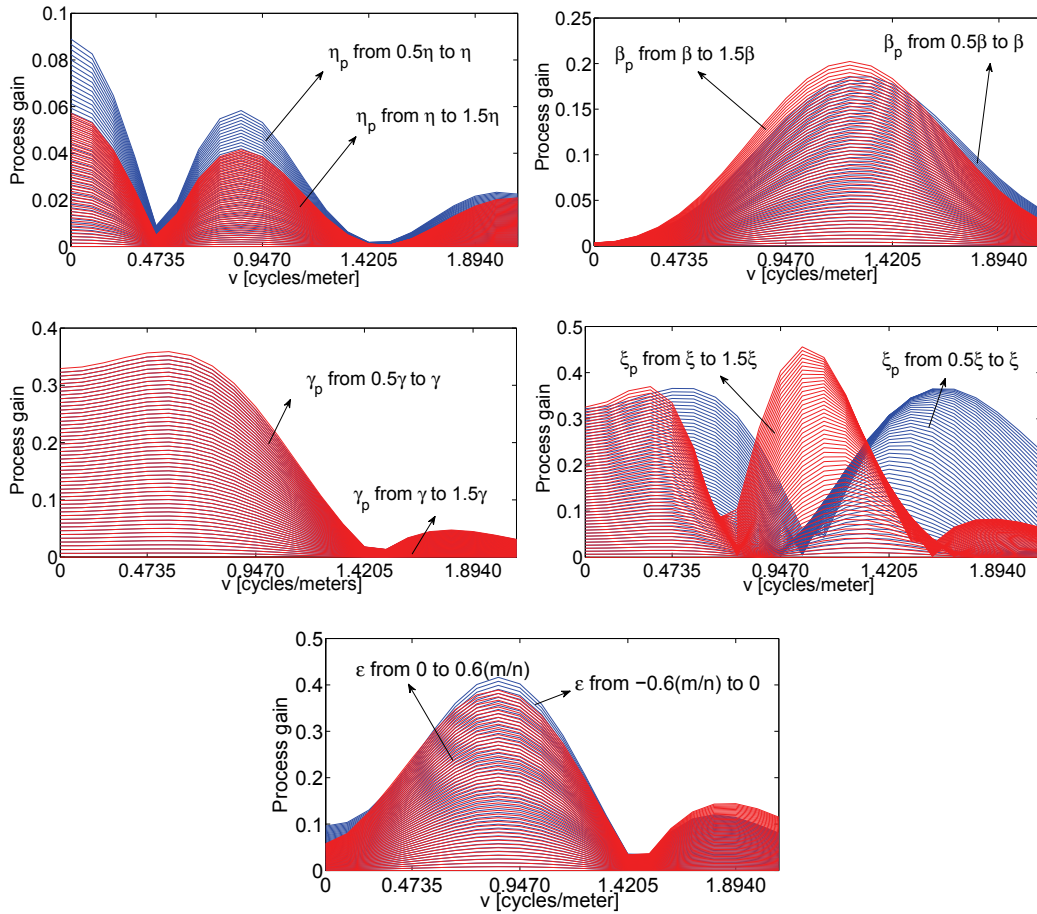 0.1
0.08
0.06
0.04
0.02
0
Process gain
ηp from 0.5η to η
ηp from η to 1.5η
0 0.4735 0.9470 1.4205 1.8940
v [cycles/meter]
0.25
0.2
0.15
0.1
0.05
0
Process gain
βp from β to 1.5β
βp from 0.5β to β
0 0.4735 0.9470 1.4205 1.8940
v [cycles/meter]
0.4
0.3
0.2
0.1
0
Process gain
γp from 0.5γ to γ
γp from γ to 1.5γ
0 0.4735 0.9470 1.4205 1.8940
v [cycles/meters]
0.5
0.4
0.3
0.2
0.1
0
Process gain
ξp from ξ to 1.5ξ
ξp from 0.5ξ to ξ
0 0.4735 0.9470 1.4205 1.8940
v [cycles/meter]
0.5
0.4
0.3
0.2
0.1
0
Process gain
ε from 0 to 0.6(m/n)
ε from −0.6(m/n) to 0
0 0.4735 0.9470 1.4205 1.8940
v [cycles/meter]